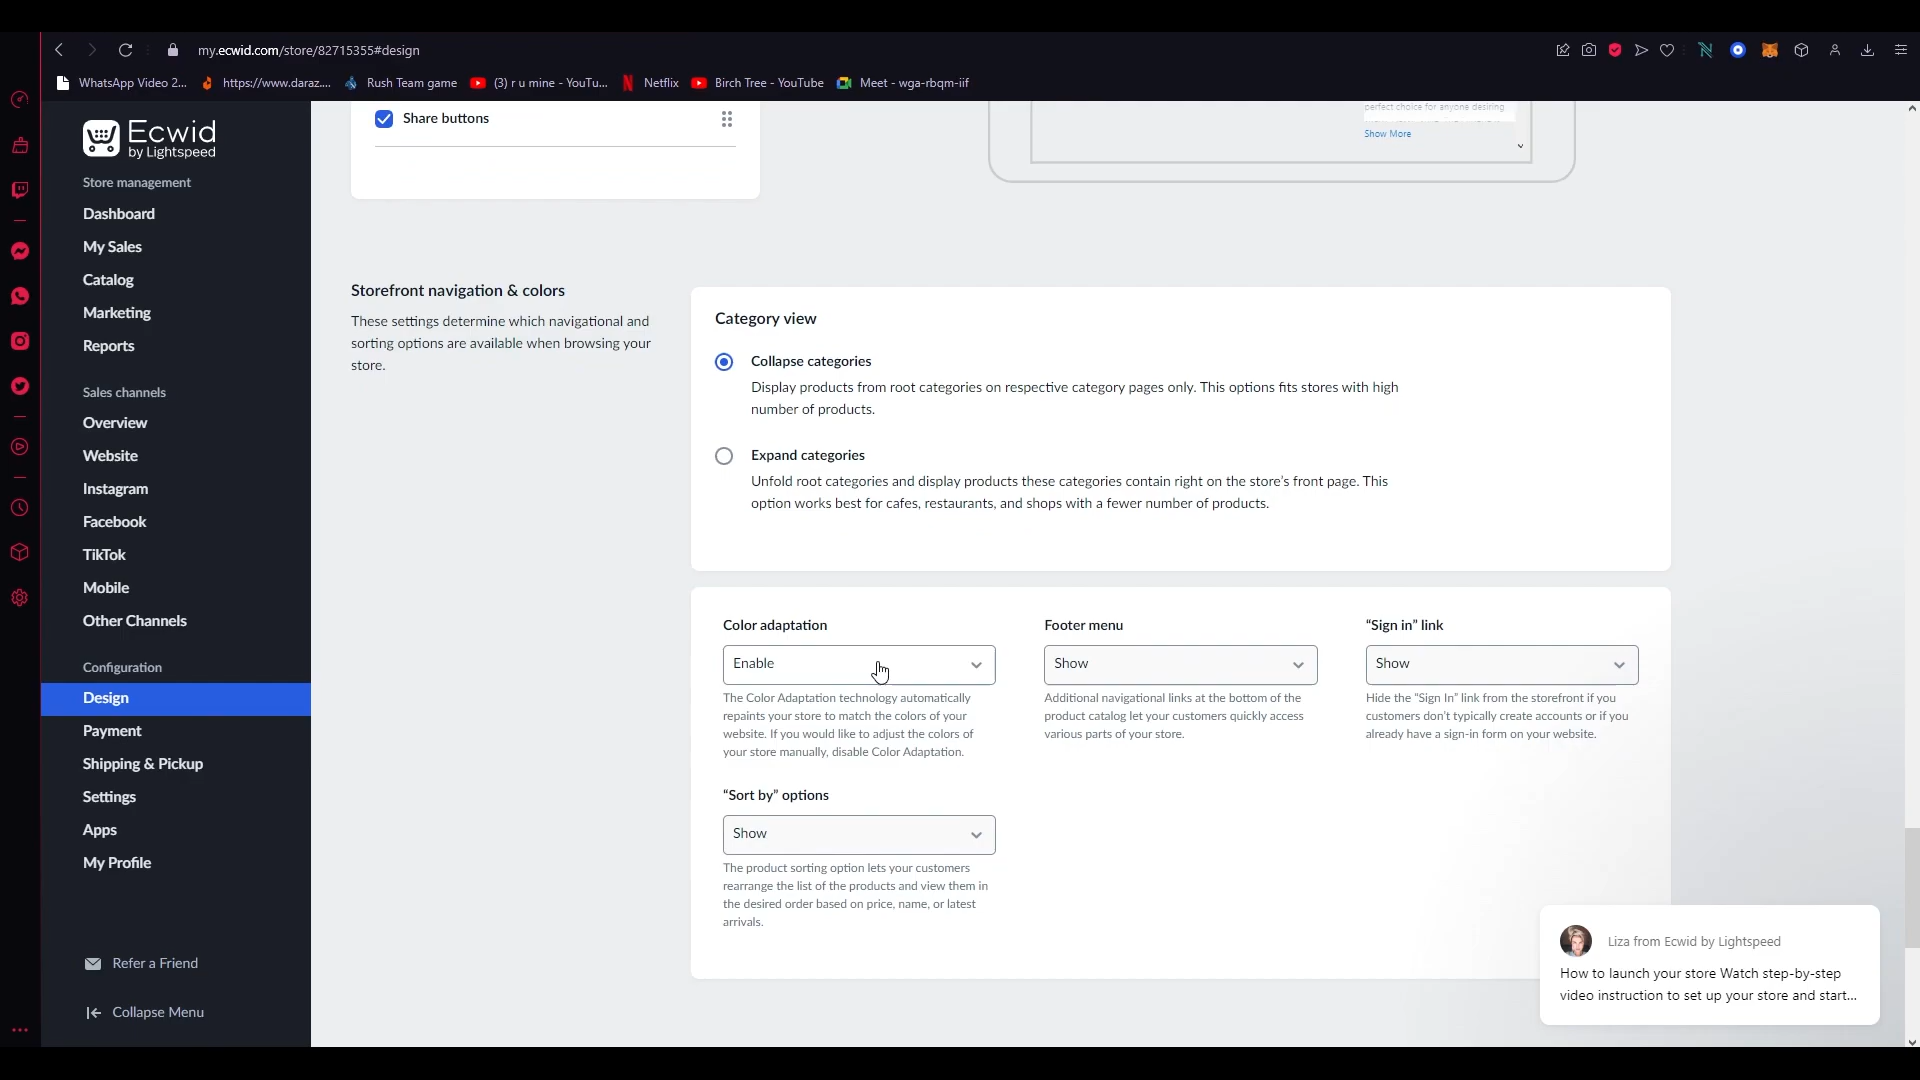 my.ecwid.com/store/82715355#design
WhatsApp Video 2...
https://www.daraz....
Rush Team game
(3) r u mine - YouTu...
Netflix
Birch Tree - YouTube
Meet - wga-rbqm-iif
Ecwid
by Lightspeed
Store management
Dashboard
My Sales
Catalog
Marketing
Reports
Sales channels
Overview
Website
Instagram
Facebook
TikTok
Mobile
Other Channels
Configuration
Design
Payment
Shipping & Pickup
Settings
Apps
My Profile
Refer a Friend
Collapse Menu
Share buttons
perfect choice for anyone desiring
Show More
Storefront navigation & colors
These settings determine which navigational and
sorting options are available when browsing your
store.
Category view
Collapse categories
Display products from root categories on respective category pages only. This options fits stores with high
number of products.
Expand categories
Unfold root categories and display products these categories contain right on the store’s front page. This
option works best for cafes, restaurants, and shops with a fewer number of products.
Color adaptation
Enable
The Color Adaptation technology automatically
repaints your store to match the colors of your
website. If you would like to adjust the colors of
your store manually, disable Color Adaptation.
Footer menu
Show
Additional navigational links at the bottom of the
product catalog let your customers quickly access
various parts of your store.
“Sign in” link
Show
Hide the “Sign In” link from the storefront if you
customers don’t typically create accounts or if you
already have a sign-in form on your website.
“Sort by” options
Show
The product sorting option lets your customers
rearrange the list of the products and view them in
the desired order based on price, name, or latest
arrivals.
Liza from Ecwid by Lightspeed
How to launch your store Watch step-by-step
video instruction to set up your store and start...